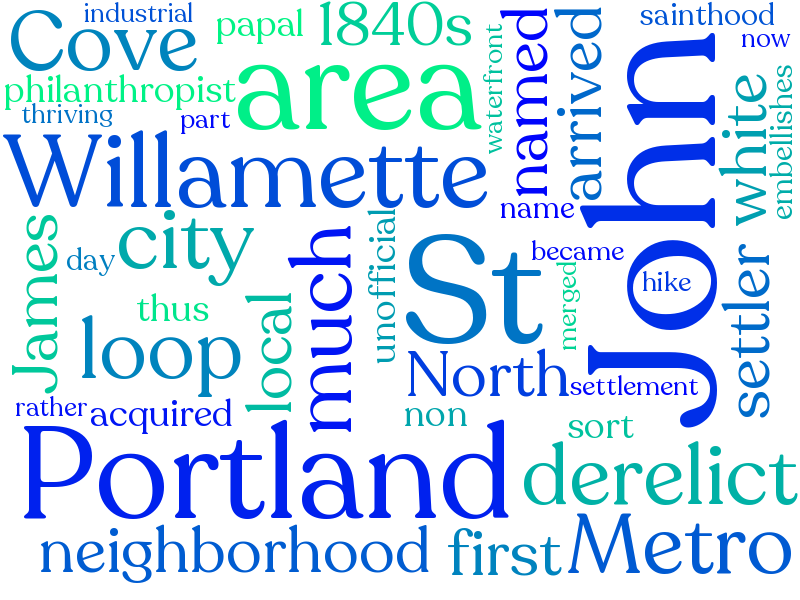 industrial
Cove
papal
1840s
sainthood
now
philanthropist
area
waterfront
named
arrived
John
white
embellishes
thriving
part
Willamette
name
James
day
city
much
unofficial
St
became
hike
settler
thus
local
merged
loop
North
settlement
rather
acquired
non
sort
Portland
derelict
neighborhood
first
Metro